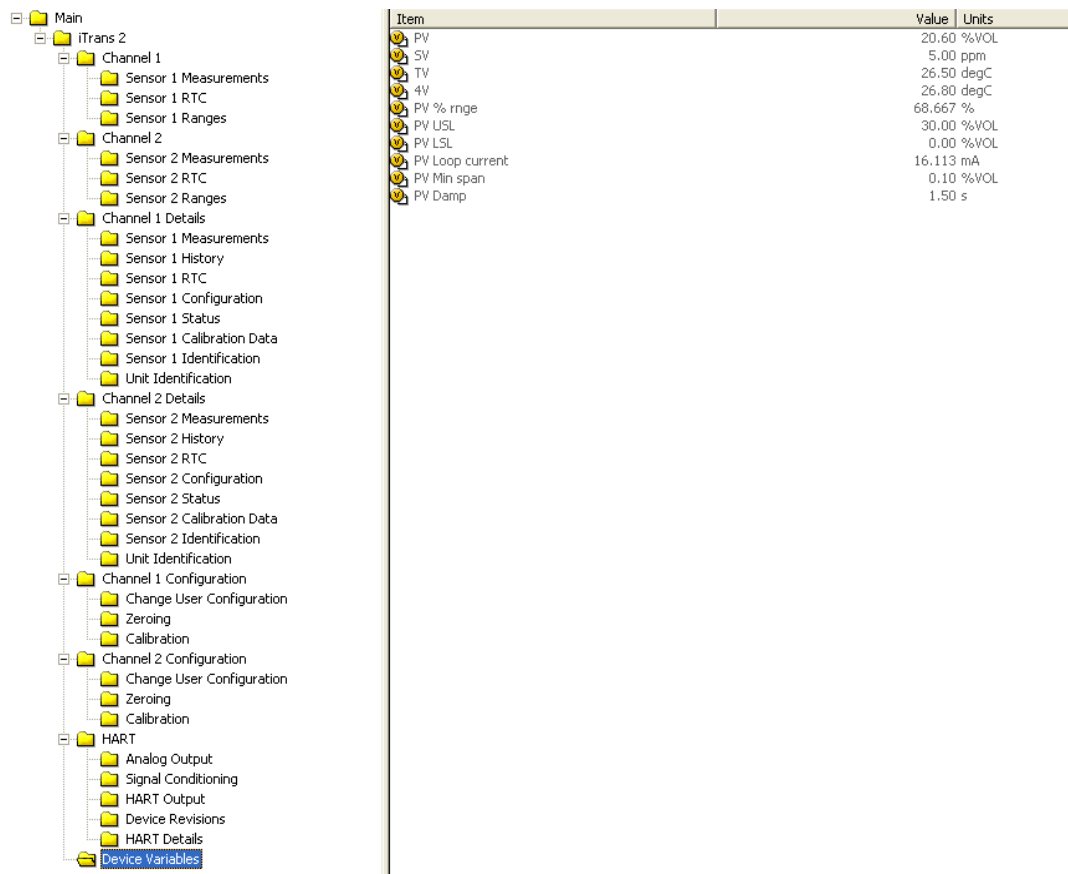 Main
iTrans 2
Channel 1
Sensor 1 Measurements
Sensor 1 RTC
Sensor 1 Ranges
Channel 2
Sensor 2 Measurements
Sensor 2 RTC
Sensor 2 Ranges
Channel 1 Details
Sensor 1 Measurements
Sensor 1 History
Sensor 1 RTC
Sensor 1 Configuration
Sensor 1 Status
Sensor 1 Calibration Data
Sensor 1 Identification
Unit Identification
Channel 2 Details
Sensor 2 Measurements
Sensor 2 History
Sensor 2 RTC
Sensor 2 Configuration
Sensor 2 Status
Sensor 2 Calibration Data
Sensor 2 Identification
Unit Identification
Channel 1 Configuration
Change User Configuration
Zeroing
Calibration
Channel 2 Configuration
Change User Configuration
Zeroing
Calibration
HART
Analog Output
Signal Conditioning
HART Output
Device Revisions
HART Details
Device Variables
Item Value Units
PV 20.60 %VOL
SV 5.00 ppm
TV 26.50 degC
4V 26.80 degC
PV % rnge 68.667 %
PV USL 30.00 %VOL
PV LSL 0.00 %VOL
PV Loop current 16.113 mA
PV Min span 0.10 %VOL
PV Damp 1.50 s